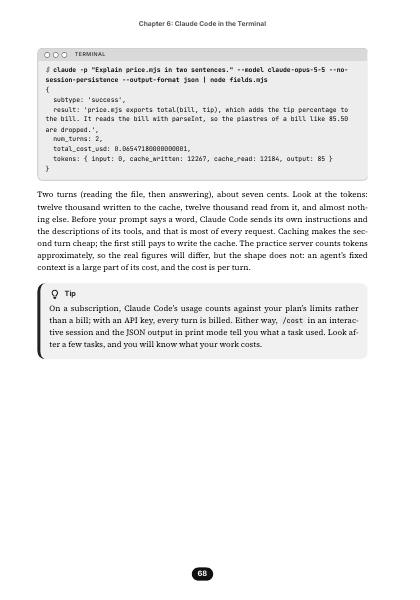 Chapter 6: Claude Code in the Terminal
TERMINAL
# claude -p "Explain price.mjs in two sentences." --model claude-opus-5-5 --no-
session-persistence --output-format json | node fields.mjs
{
subtype: 'success',
result: 'price.mjs exports total(bill, tip), which adds the tip percentage to
the bill. It reads the bill with parseInt, so the piastres of a bill like 85.50
are dropped.',
num_turns: 2,
total_cost_usd: 0.06547180000000001,
tokens: { input: 0, cache_written: 12267, cache_read: 12184, output: 85 }
}
Two turns (reading the file, then answering), about seven cents. Look at the tokens:
twelve thousand written to the cache, twelve thousand read from it, and almost noth-
ing else. Before your prompt says a word, Claude Code sends its own instructions and
the descriptions of its tools, and that is most of every request. Caching makes the sec-
ond turn cheap; the first still pays to write the cache. The practice server counts tokens
approximately, so the real figures will differ, but the shape does not: an agent's fixed
context is a large part of its cost, and the cost is per turn.
Tip
On a subscription, Claude Code's usage counts against your plan's limits rather
than a bill; with an API key, every turn is billed. Either way, /cost in an interac-
tive session and the JSON output in print mode tell you what a task used. Look af-
ter a few tasks, and you will know what your work costs.
68